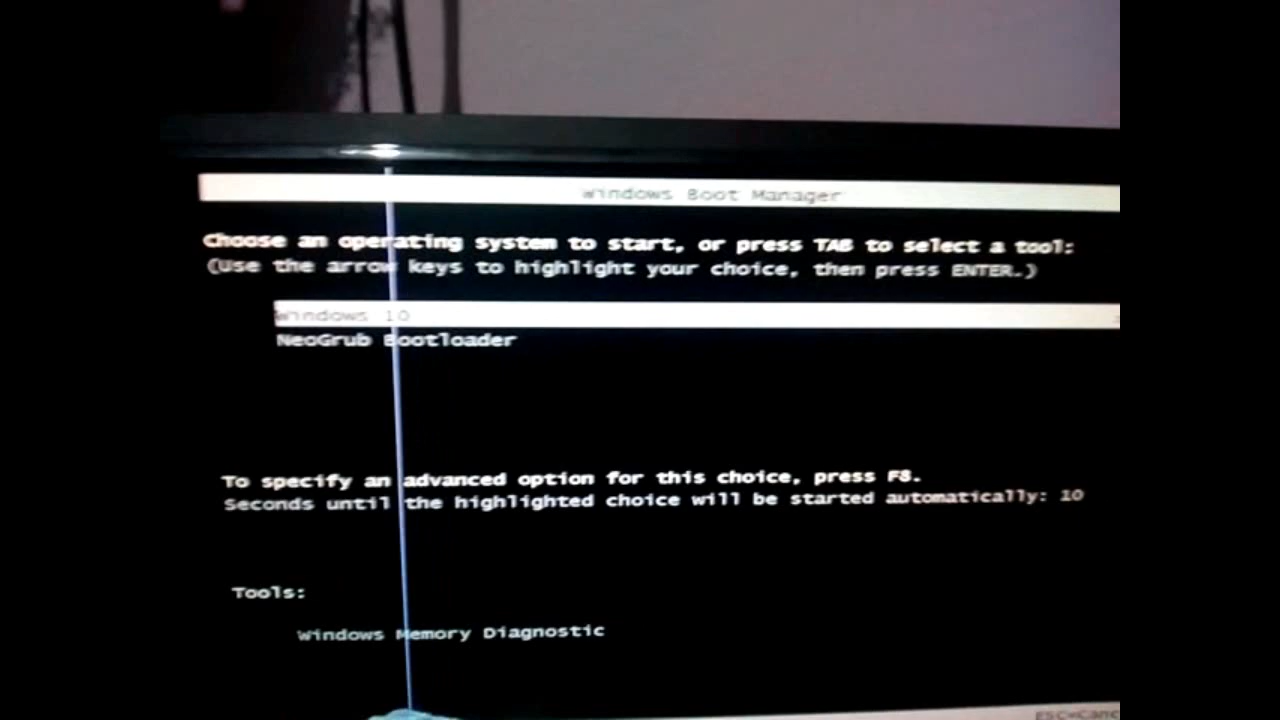 Windows Boot Manager
Choose an operating system to start, or press TAB to select a tool:
(Use the arrow keys to highlight your choice, then press ENTER.)
Windows 10
NeoGrub Bootloader
To specify an advanced option for this choice, press F8.
Seconds until the highlighted choice will be started automatically: 10
Tools:
Windows Memory Diagnostic
ESC=Canc